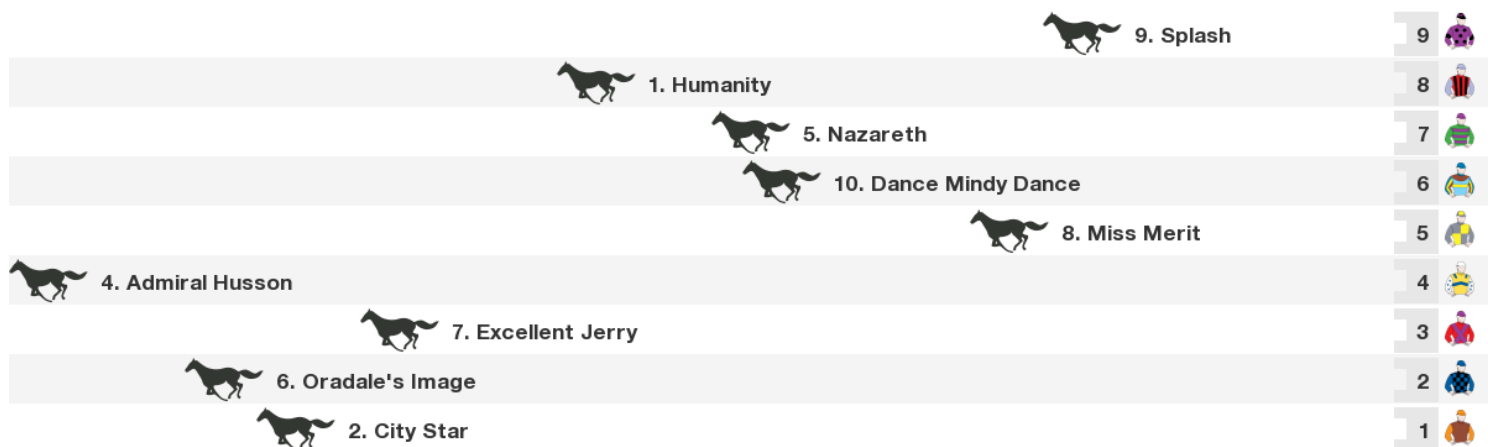 9. Splash 9
1. Humanity 8
5. Nazareth 7
10. Dance Mindy Dance 6
8. Miss Merit 5
4. Admiral Husson 4
7. Excellent Jerry 3
6. Oradale's Image 2
2. City Star 1